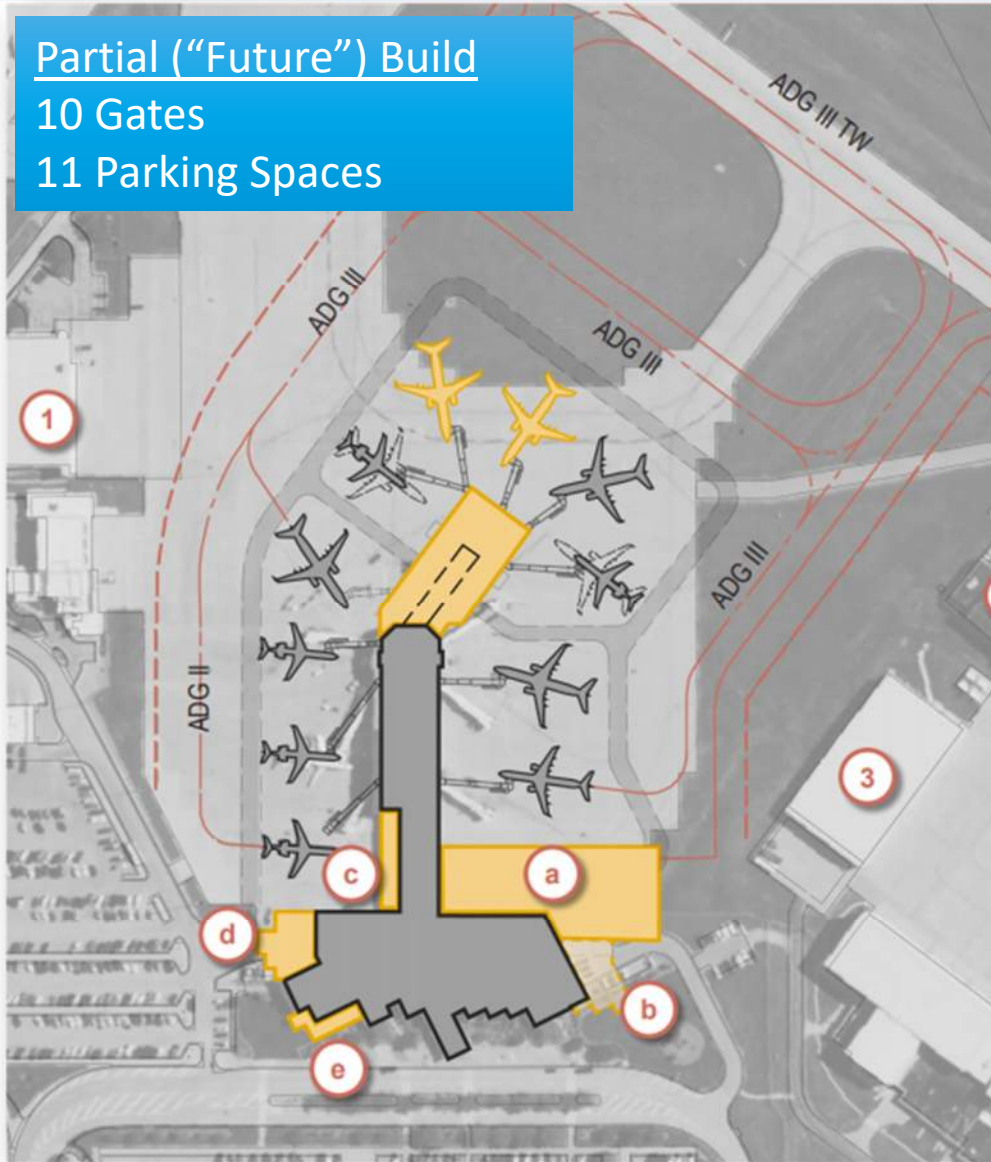 Partial (“Future”) Build
10 Gates
11 Parking Spaces
ADG III TW
ADG III
ADG III
1
ADG III
ADG II
3
c
a
d
b
e